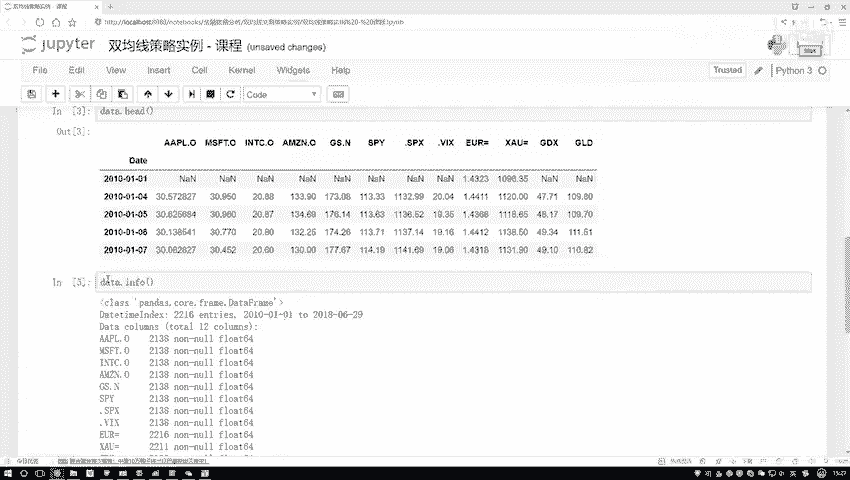 双均线策略实例 - 课程
jupyter 双均线策略实例 - 课程 (unsaved changes)
File Edit View Insert Cell Kernel Widgets Help
Trusted Python 3
Code
In [3]: data.head()
Out[3]:
AAPL.O MSFT.O INTC.O AMZN.O GS.N SPY .SPX .VIX EUR= XAU= GDX GLD
Date
2010-01-01 NaN NaN NaN NaN NaN NaN NaN NaN 1.4323 1096.35 NaN NaN
2010-01-04 30.572827 30.950 20.88 133.90 173.08 113.33 1132.99 20.04 1.4411 1120.00 47.71 109.80
2010-01-05 30.625684 30.960 20.87 134.69 176.14 113.63 1136.52 19.35 1.4368 1118.65 48.17 109.70
2010-01-06 30.138541 30.770 20.80 132.25 174.26 113.71 1137.14 19.16 1.4412 1138.50 49.34 111.51
2010-01-07 30.082827 30.452 20.60 130.00 177.67 114.19 1141.69 19.06 1.4318 1131.90 49.10 110.82
In [5]: data.info()
<class 'pandas.core.frame.DataFrame'>
DatetimeIndex: 2216 entries, 2010-01-01 to 2018-06-29
Data columns (total 12 columns):
AAPL.O 2138 non-null float64
MSFT.O 2138 non-null float64
INTC.O 2138 non-null float64
AMZN.O 2138 non-null float64
GS.N 2138 non-null float64
SPY 2138 non-null float64
.SPX 2138 non-null float64
.VIX 2138 non-null float64
EUR= 2216 non-null float64
XAU= 2211 non-null float64
15:27